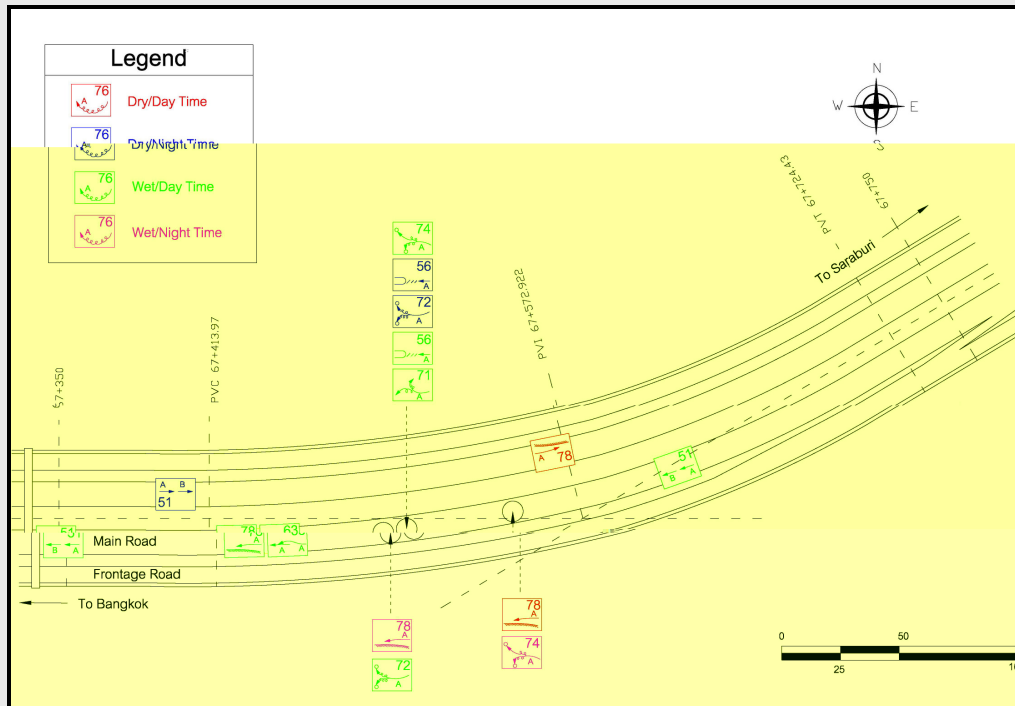 Legend
76
A
Dry/Day Time
76
A
Dry/Night Time
76
A
Wet/Day Time
76
A
Wet/Night Time
N
W
E
S
PVT 67+724.43
67+750
To Saraburi
74
A
56
A
72
A
56
A
71
A
PVI 67+572.922
PVC 67+413.97
67+350
A
78
51
B
A
A
B
51
51
B
A
Main Road
78
A
63
A
A
Frontage Road
To Bangkok
78
A
72
A
78
A
74
A
0
50
25